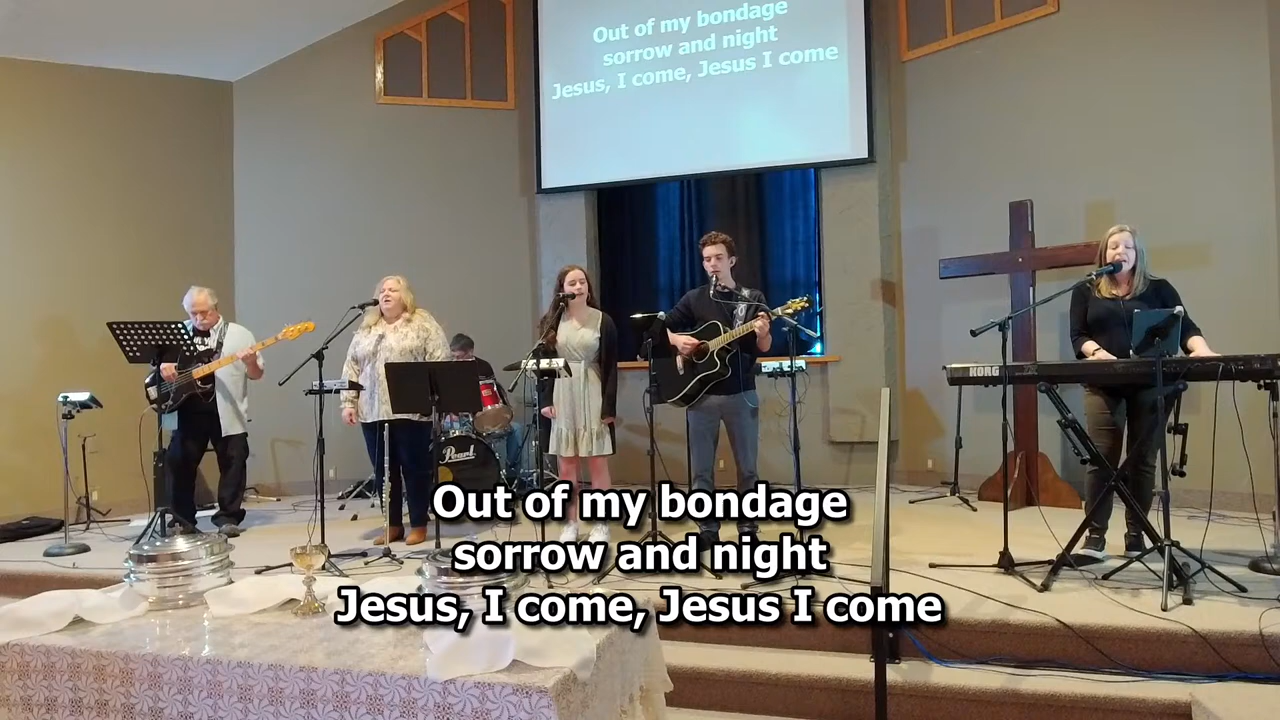 Out of my bondage
sorrow and night
Jesus, I come, Jesus I come
KORG
Pearl
Out of my bondage
sorrow and night
Jesus, I come, Jesus I come